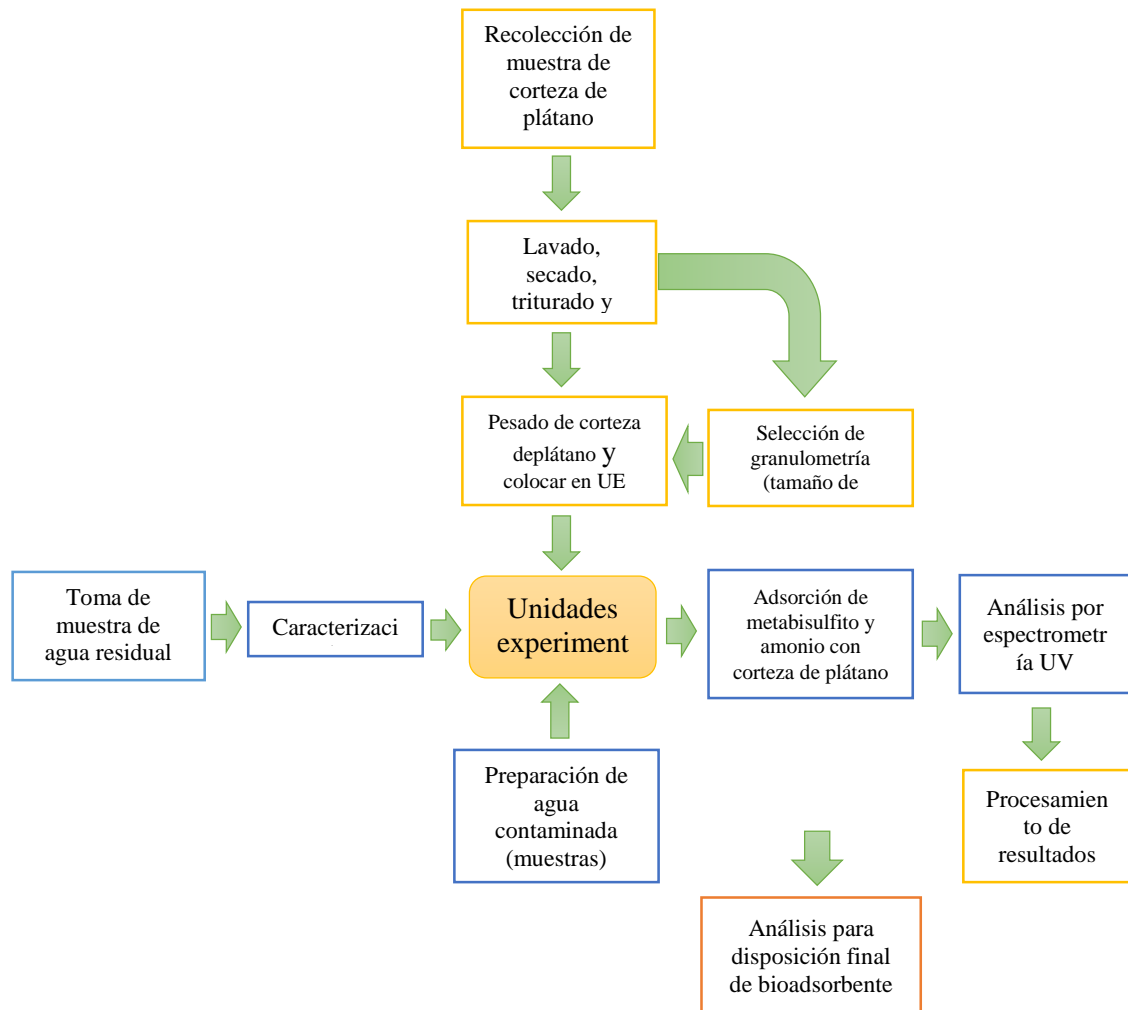 Recolección de
muestra de
corteza de
plátano
Lavado,
secado,
triturado y
Pesado de corteza
deplátano y
colocar en UE
Selección de
granulometría
(tamaño de
Toma de
muestra de
agua residual
Caracterizaci
Unidades
experiment
Adsorción de
metabisulfito y
amonio con
corteza de plátano
Análisis por
espectrometr
ía UV
Preparación de
agua
contaminada
(muestras)
Procesamien
to de
resultados
Análisis para
disposición final
de bioadsorbente